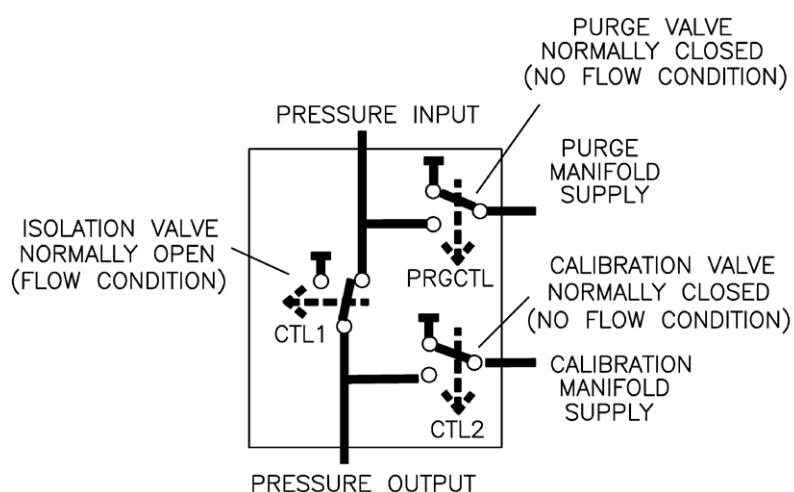 PURGE VALVE
NORMALLY CLOSED
(NO FLOW CONDITION)
PRESSURE INPUT
PURGE
MANIFOLD
SUPPLY
ISOLATION VALVE
NORMALLY OPEN
(FLOW CONDITION)
PRGCTL
CALIBRATION VALVE
NORMALLY CLOSED
(NO FLOW CONDITION)
CTL1
CALIBRATION
MANIFOLD
SUPPLY
CTL2
PRESSURE OUTPUT